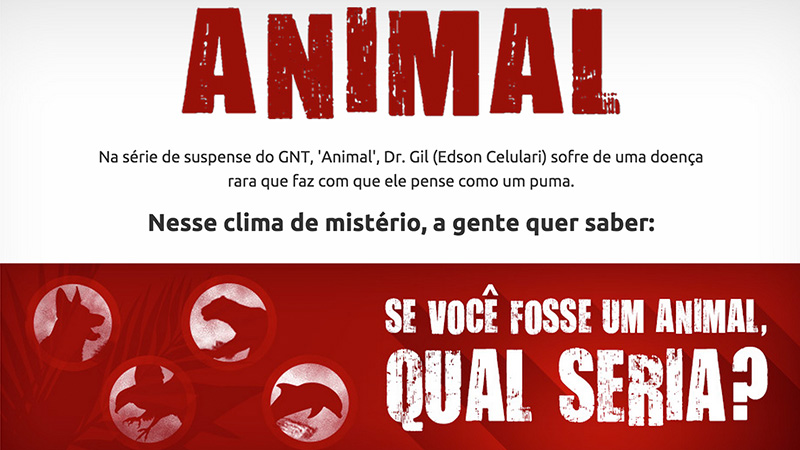 ANIMAL
Na série de suspense do GNT, 'Animal', Dr. Gil (Edson Celulari) sofre de uma doença
rara que faz com que ele pense como um puma.
Nesse clima de mistério, a gente quer saber:
SE VOCÊ FOSSE UM ANIMAL,
QUAL SERIA?